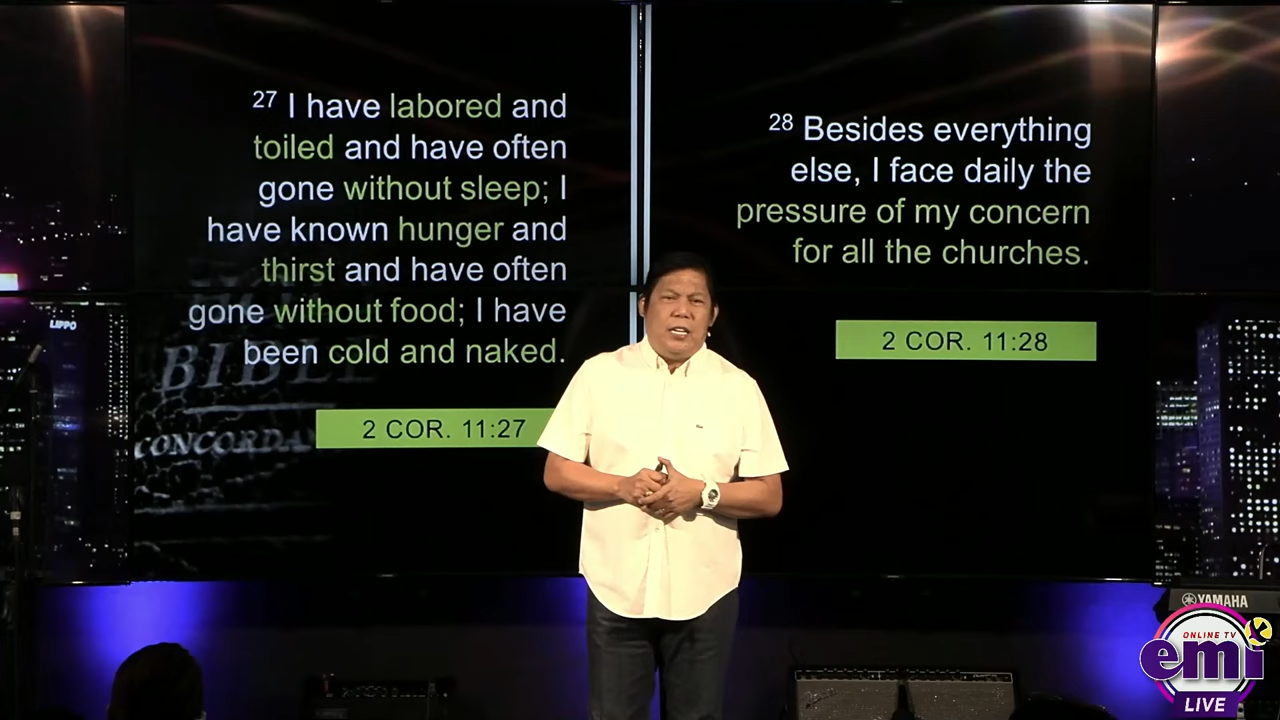 27 I have labored and
toiled and have often
gone without sleep; I
have known hunger and
thirst and have often
gone without food; I have
been cold and naked.
2 COR. 11:27
28 Besides everything
else, I face daily the
pressure of my concern
for all the churches.
2 COR. 11:28
LIPPO
BIBLE
YAMAHA
ONLINE TV
emi
LIVE